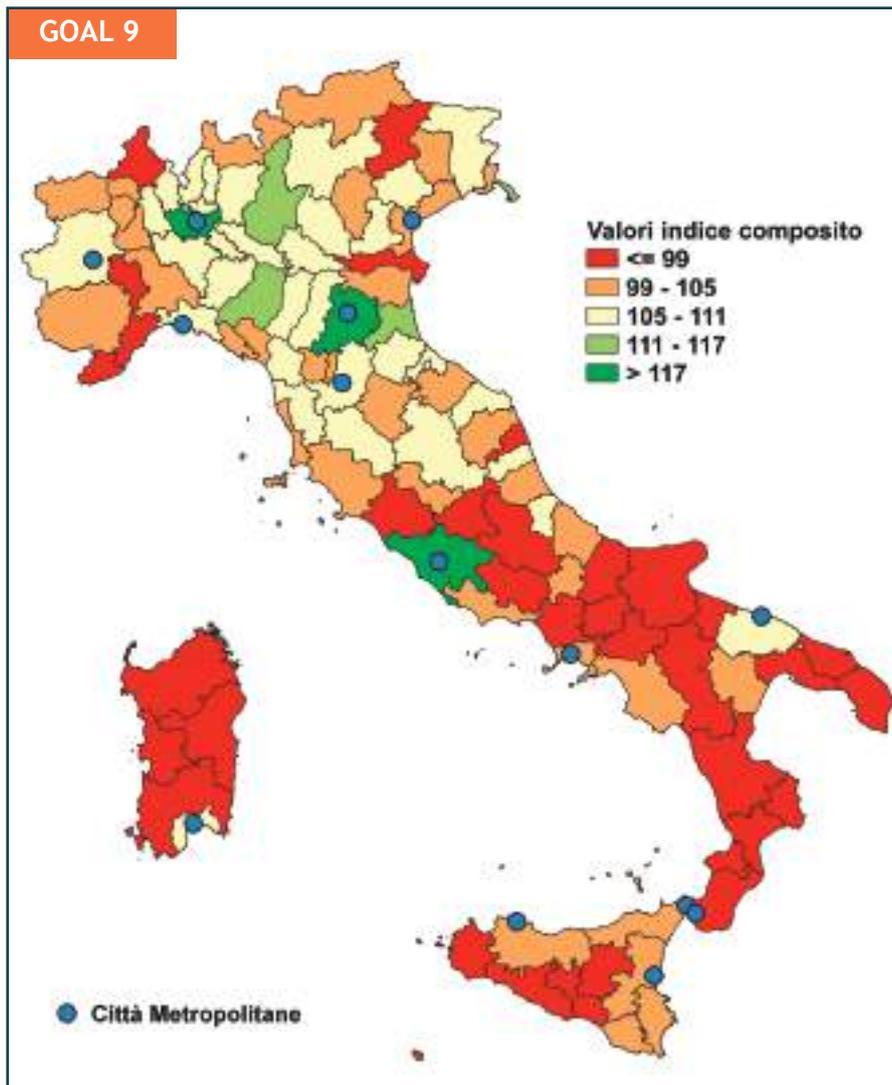 GOAL 9
Valori indice composito
<= 99
99 - 105
105 - 111
111 - 117
> 117
Città Metropolitane